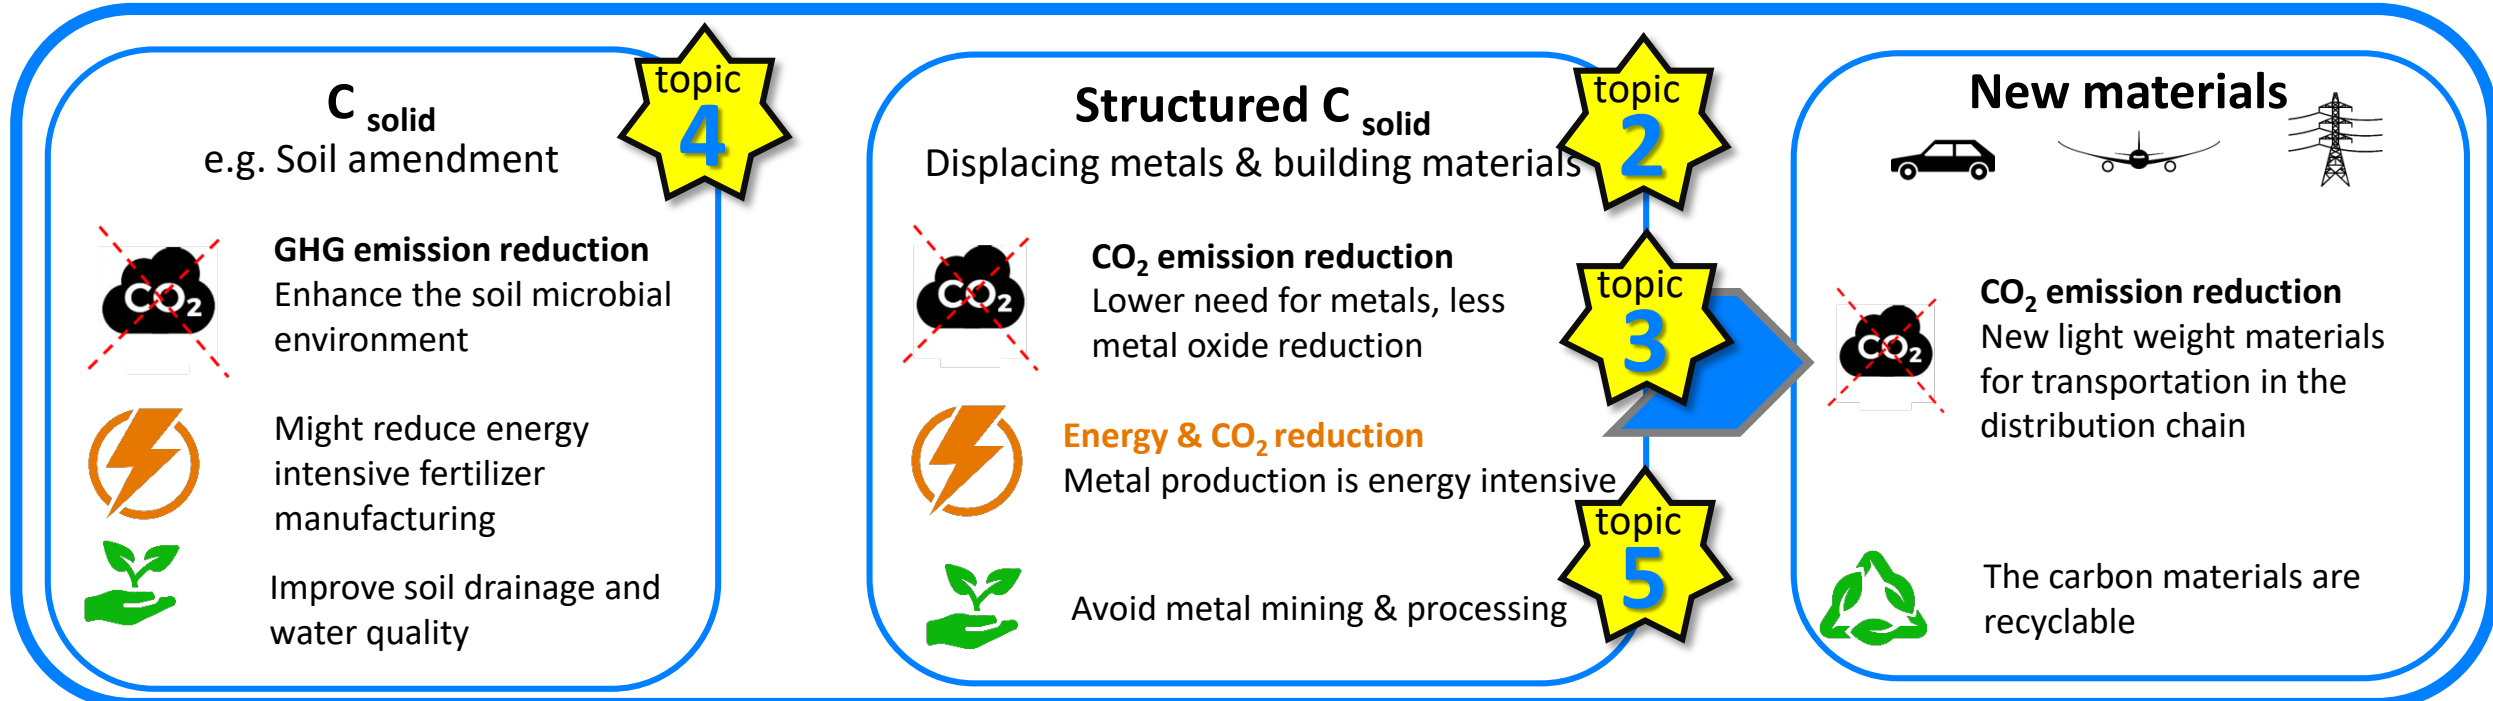 C solid
e.g. Soil amendment
topic
4
GHG emission reduction
Enhance the soil microbial
environment
CO2
Might reduce energy
intensive fertilizer
manufacturing
Improve soil drainage and
water quality
Structured C solid
Displacing metals & building materials
topic
2
CO2
CO₂ emission reduction
Lower need for metals, less
metal oxide reduction
topic
3
Energy & CO₂ reduction
Metal production is energy intensive
topic
5
Avoid metal mining & processing
New materials
CO2
CO₂ emission reduction
New light weight materials
for transportation in the
distribution chain
The carbon materials are
recyclable